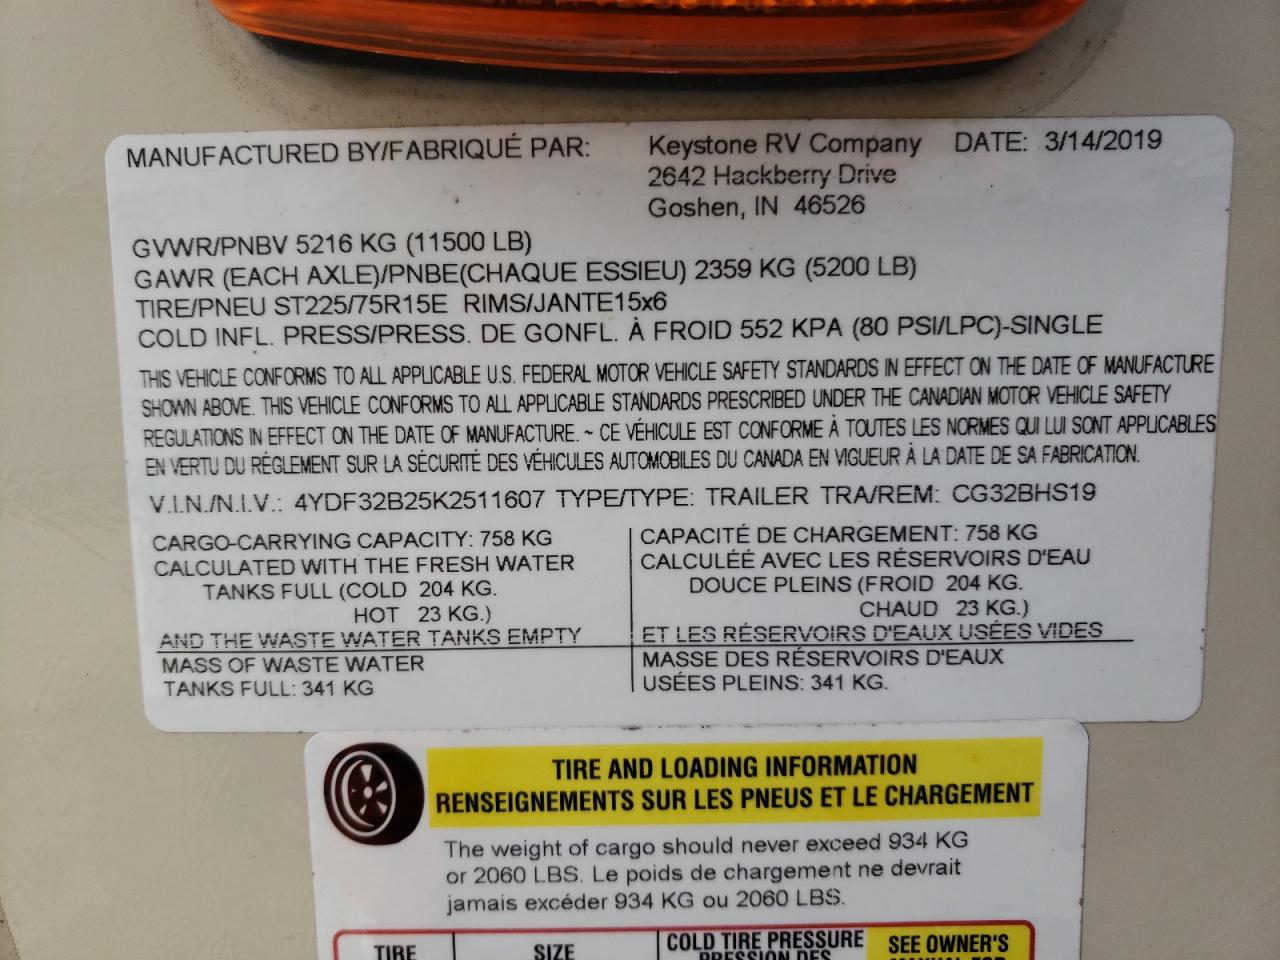 MANUFACTURED BY/FABRIQUÉ PAR: Keystone RV Company DATE: 3/14/2019
2642 Hackberry Drive
Goshen, IN 46526
GVWR/PNBV 5216 KG (11500 LB)
GAWR (EACH AXLE)/PNBE(CHAQUE ESSIEU) 2359 KG (5200 LB)
TIRE/PNEU ST225/75R15E RIMS/JANTE15x6
COLD INFL. PRESS/PRESS. DE GONFL. À FROID 552 KPA (80 PSI/LPC)-SINGLE
THIS VEHICLE CONFORMS TO ALL APPLICABLE U.S. FEDERAL MOTOR VEHICLE SAFETY STANDARDS IN EFFECT ON THE DATE OF MANUFACTURE
SHOWN ABOVE. THIS VEHICLE CONFORMS TO ALL APPLICABLE STANDARDS PRESCRIBED UNDER THE CANADIAN MOTOR VEHICLE SAFETY
REGULATIONS IN EFFECT ON THE DATE OF MANUFACTURE. ~ CE VÉHICULE EST CONFORME À TOUTES LES NORMES QUI LUI SONT APPLICABLES
EN VERTU DU RÉGLEMENT SUR LA SÉCURITÉ DES VÉHICULES AUTOMOBILES DU CANADA EN VIGUEUR À LA DATE DE SA FABRICATION.
V.I.N./N.I.V.: 4YDF32B25K2511607 TYPE/TYPE: TRAILER TRA/REM: CG32BHS19
CARGO-CARRYING CAPACITY: 758 KG
CALCULATED WITH THE FRESH WATER
TANKS FULL (COLD 204 KG.
HOT 23 KG.)
AND THE WASTE WATER TANKS EMPTY
MASS OF WASTE WATER
TANKS FULL: 341 KG
CAPACITÉ DE CHARGEMENT: 758 KG
CALCULÉÉ AVEC LES RÉSERVOIRS D'EAU
DOUCE PLEINS (FROID 204 KG.
CHAUD 23 KG.)
ET LES RÉSERVOIRS D'EAUX USÉES VIDES
MASSE DES RÉSERVOIRS D'EAUX
USÉES PLEINS: 341 KG.
TIRE AND LOADING INFORMATION
RENSEIGNEMENTS SUR LES PNEUS ET LE CHARGEMENT
The weight of cargo should never exceed 934 KG
or 2060 LBS. Le poids de chargement ne devrait
jamais excéder 934 KG ou 2060 LBS.
TIRE SIZE COLD TIRE PRESSURE SEE OWNER'S
PRESSION DES MANUAL FOR